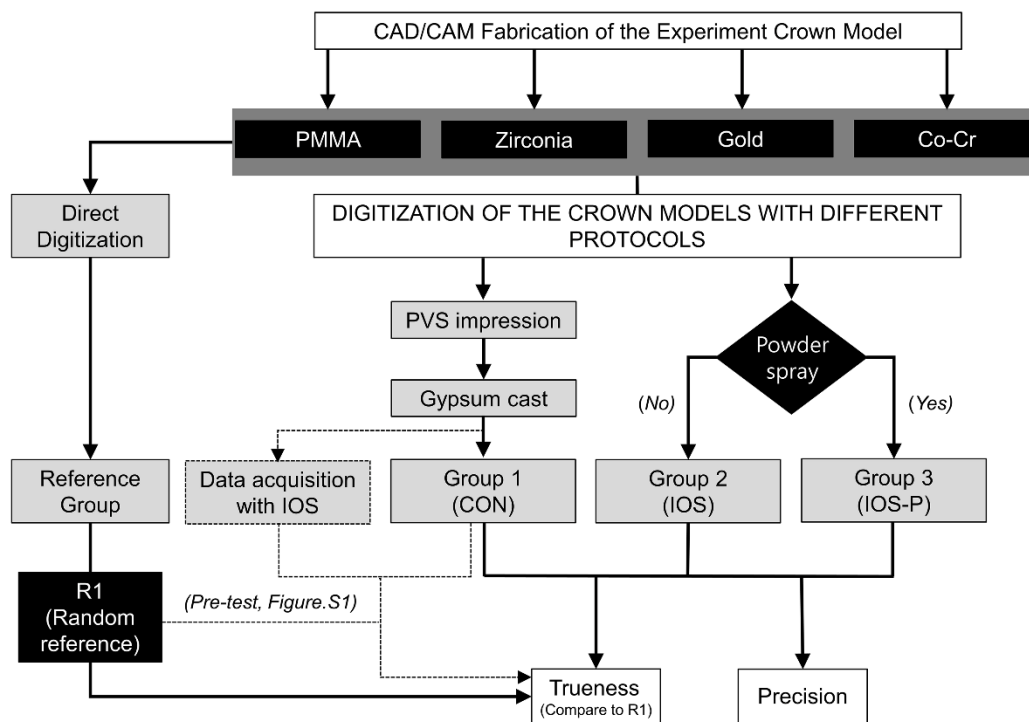 CAD/CAM Fabrication of the Experiment Crown Model
PMMA
Zirconia
Gold
Co-Cr
Direct
Digitization
DIGITIZATION OF THE CROWN MODELS WITH DIFFERENT
PROTOCOLS
PVS impression
Powder
spray
Gypsum cast
(No)
(Yes)
Reference
Group
Data acquisition
with IOS
Group 1
(CON)
Group 2
(IOS)
Group 3
(IOS-P)
R1
(Random
reference)
(Pre-test, Figure.S1)
Trueness
(Compare to R1)
Precision